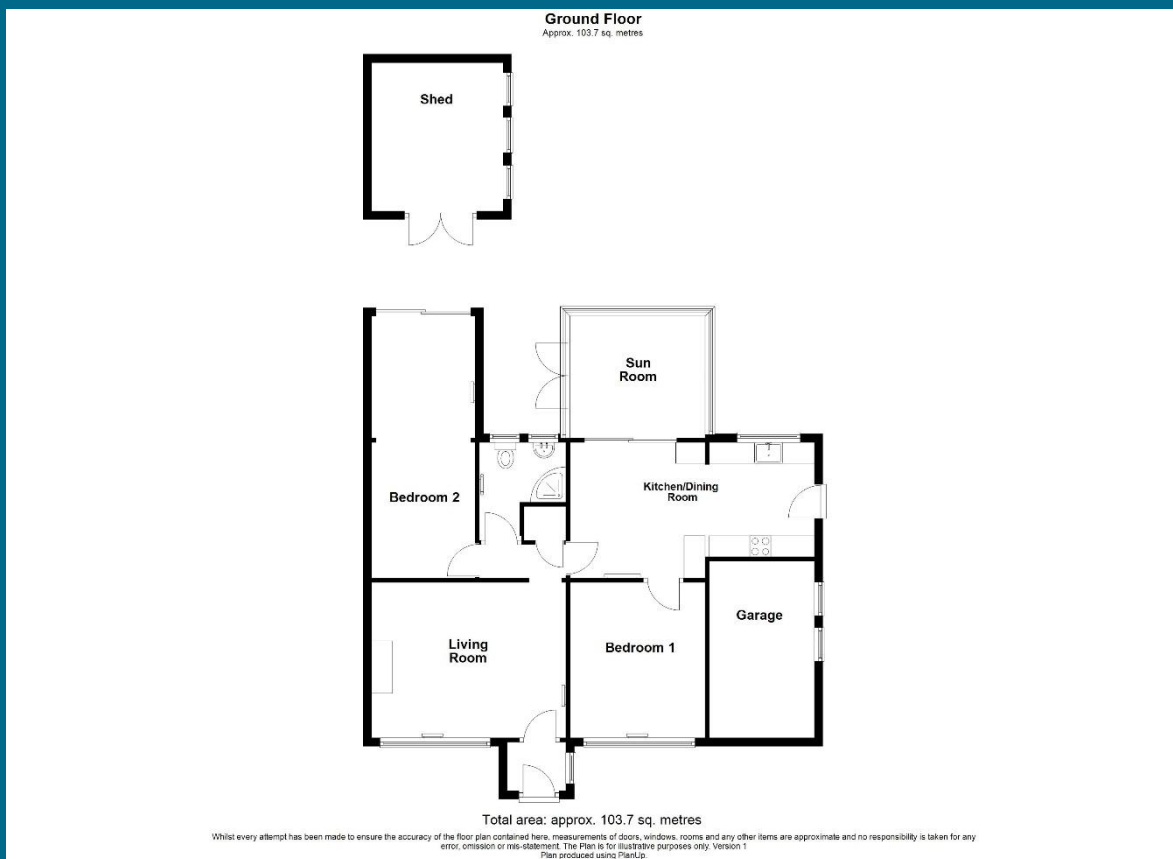 Ground Floor
Approx. 103.7 sq. metres
Shed
Sun
Room
Kitchen/Dining
Room
Bedroom 2
Garage
Living
Room
Bedroom 1
Total area: approx. 103.7 sq. metres
Whilst every attempt has been made to ensure the accuracy of the floor plan contained here, measurements of doors, windows, rooms and any other items are approximate and no responsibility is taken for any
error, omission or mis-statement. The Plan is for illustrative purposes only. Version 1
Plan produced using PlanUp.